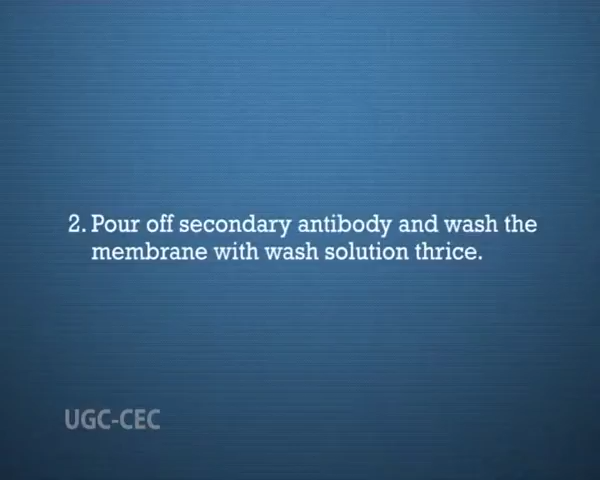 2. Pour off secondary antibody and wash the
membrane with wash solution thrice.
UGC-CEC